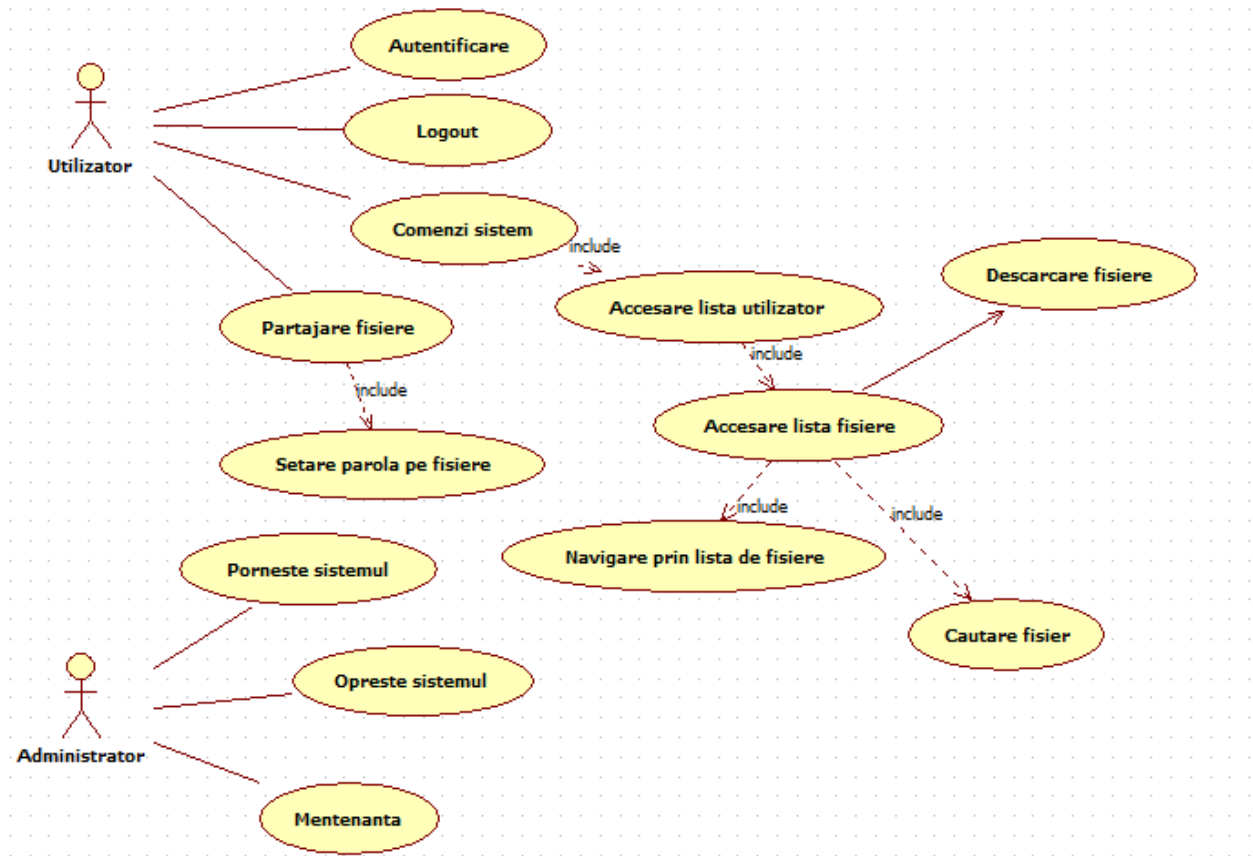 Autentificare
Utilizator
Logout
Comenzi sistem
include
Descarcare fisiere
Accesare lista utilizator
Partajare fisiere
include
include
Accesare lista fisiere
Setare parola pe fisiere
include
include
Navigare prin lista de fisiere
Porneste sistemul
Cautare fisier
Opreste sistemul
Administrator
Mentenanta